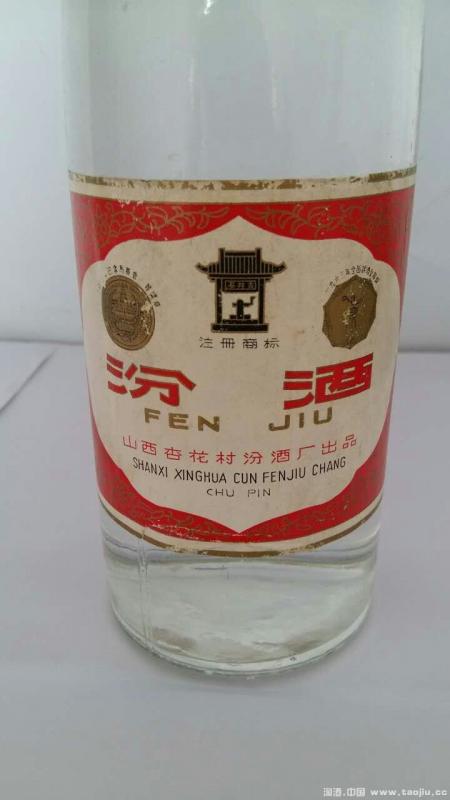 注册商标
汾 酒
FEN JIU
山西杏花村汾酒厂出品
SHANXI XINGHUA CUN FENJIU CHANG
CHU PIN
淘酒.中国 www.taojiu.cc